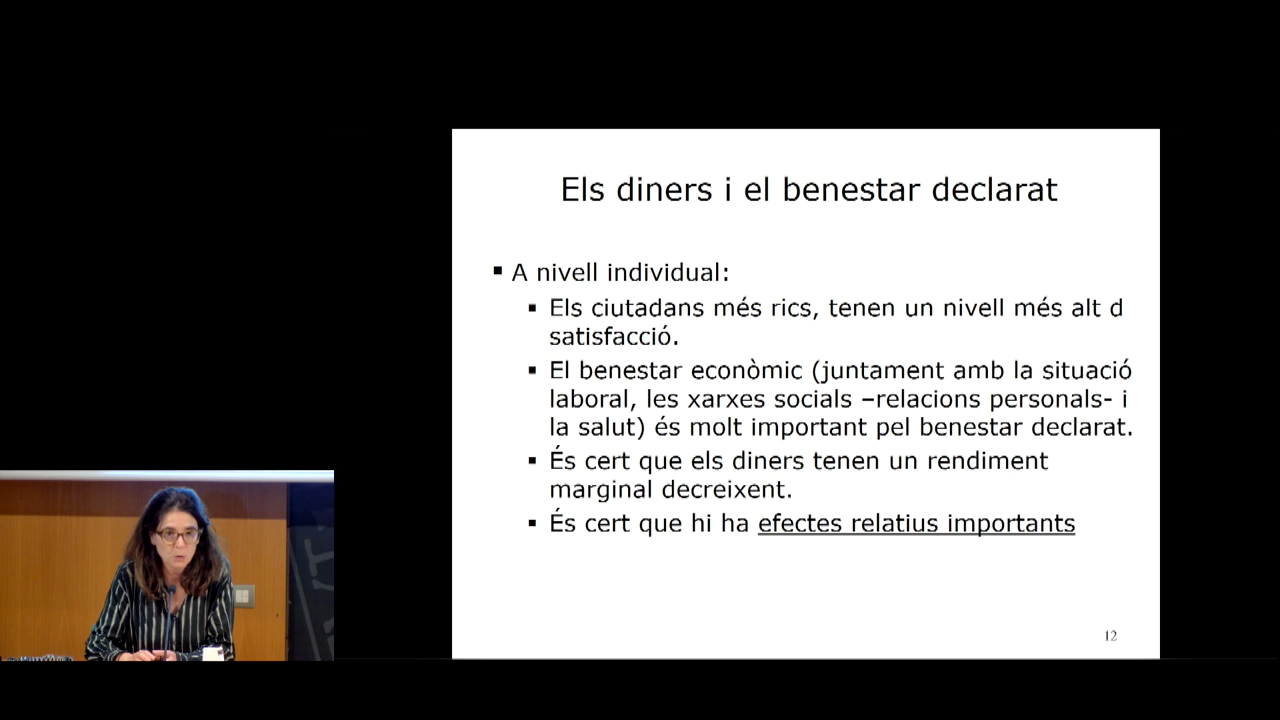 Els diners i el benestar declarat
A nivell individual:
Els ciutadans més rics, tenen un nivell més alt d
satisfacció.
El benestar econòmic (juntament amb la situació
laboral, les xarxes socials –relacions personals- i
la salut) és molt important pel benestar declarat.
És cert que els diners tenen un rendiment
marginal decreixent.
És cert que hi ha efectes relatius importants
12